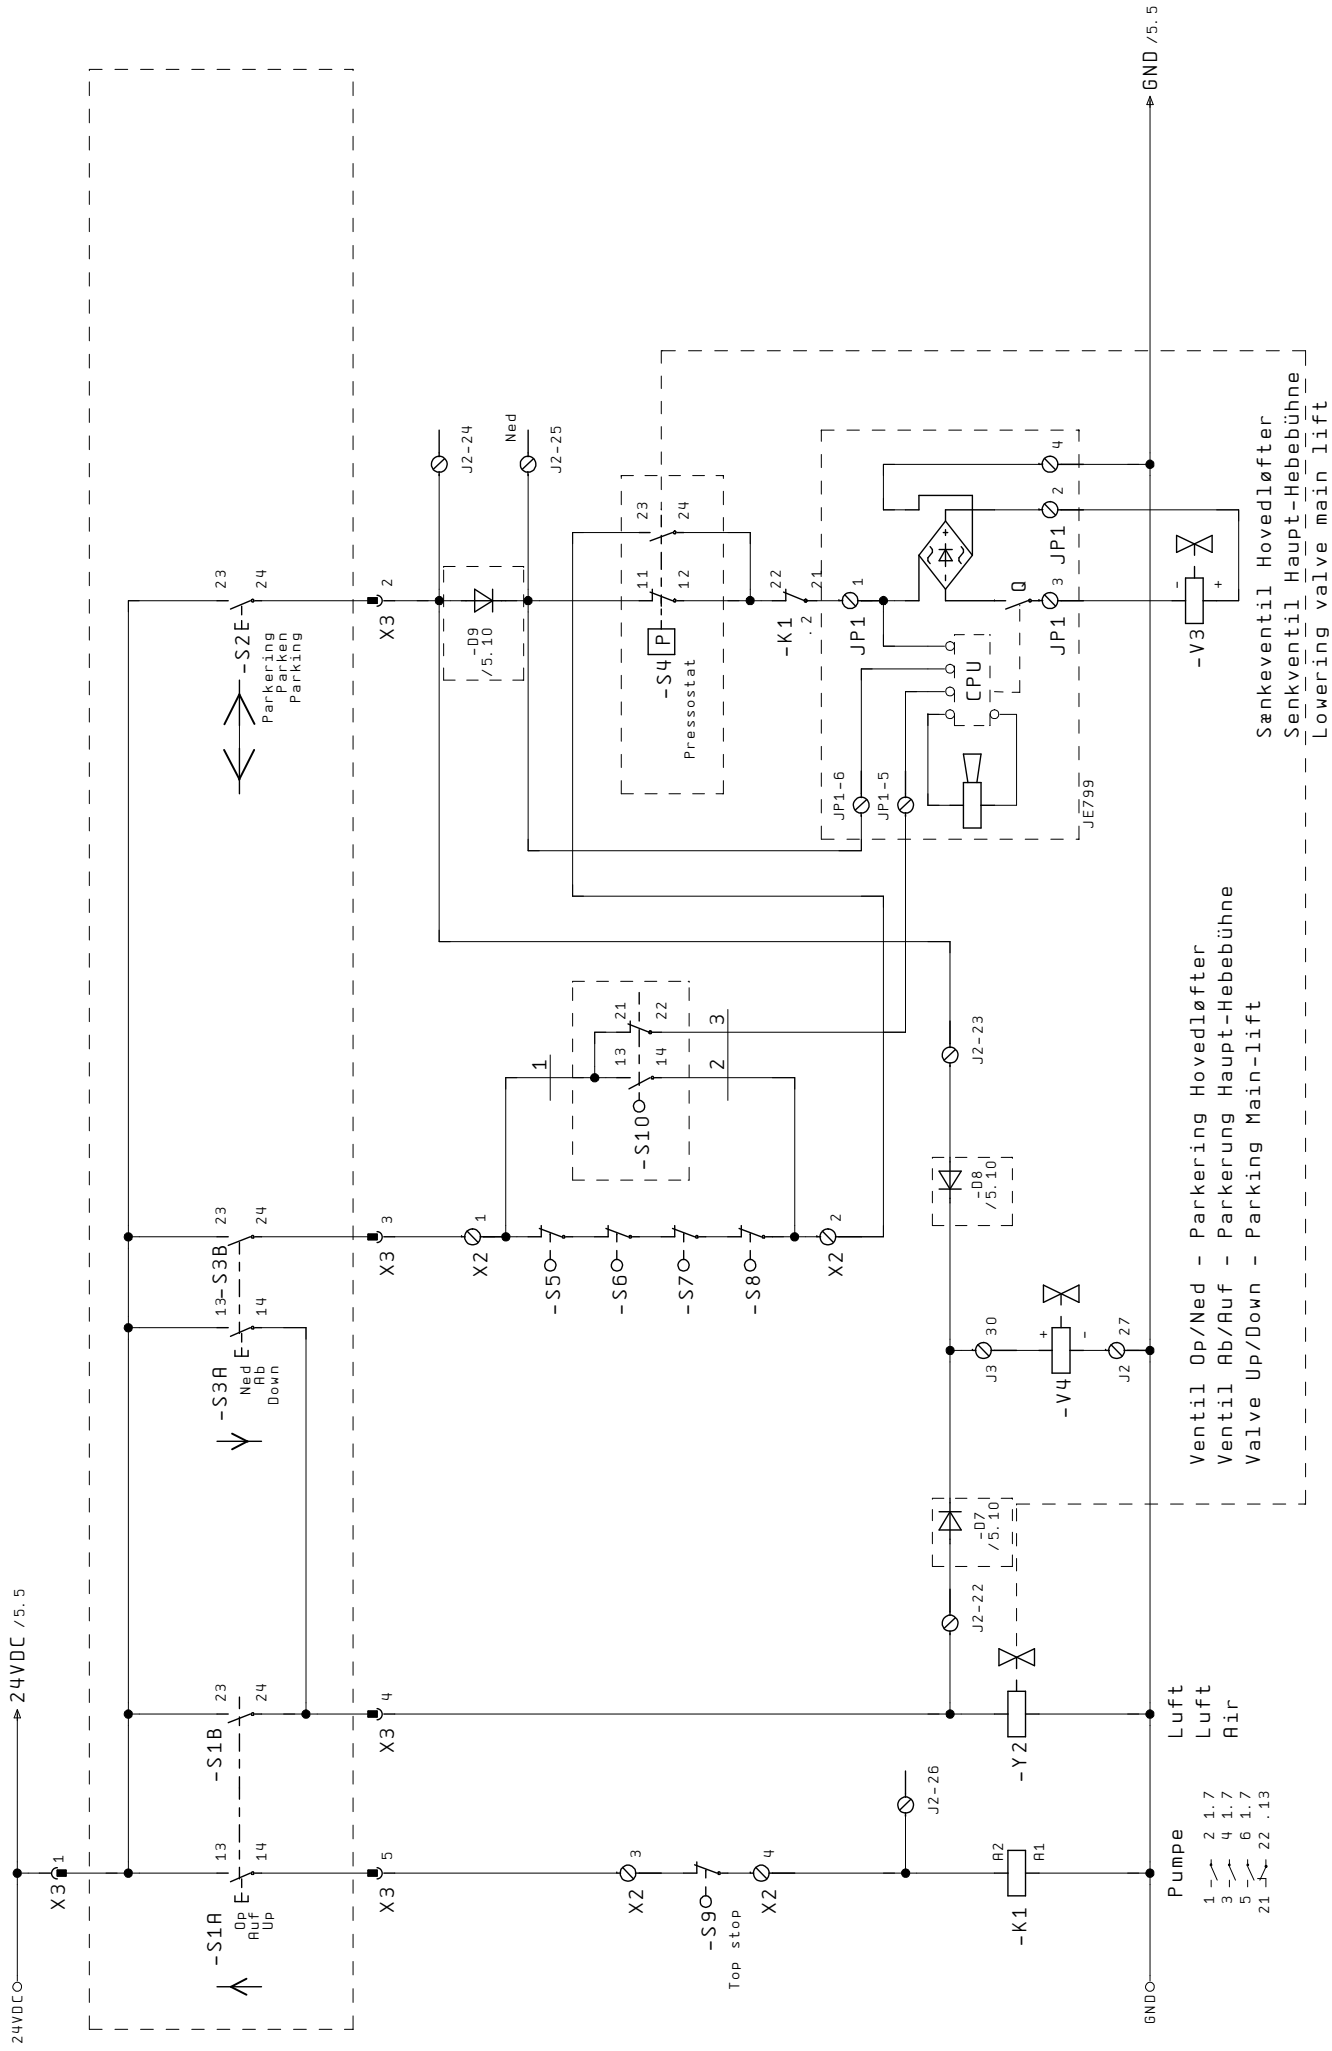 24VDC
24VDC /5.5
X3
1
-S1A
Op
Auf
Up
13
14
-S1B
23
24
-S3A
Ned
Ab
Down
13
14
-S3B
23
24
-S2
Parkering
Parken
Parking
23
24
X3
5
X3
4
X3
3
X3
2
X2
3
-S9
Top stop
X2
4
J2-26
-K1
A2
A1
Pumpe
1 2 1.7
3 4 1.7
5 6 1.7
21 22 .13
-Y2
Luft
Luft
Air
J2-22
-D7
/5.10
J3
30
-V4
+
-
J2
27
-D8
/5.10
J2-23
X2
1
-S5
-S6
-S7
-S8
X2
2
1
-S10
13
14
21
22
2
3
J2-24
-D9
/5.10
Ned
J2-25
-S4
P
Pressostat
11
12
23
24
-K1
.2
22
21
JP1
1
JP1-6
JP1-5
CPU
Q
+
-
JP1
3
JP1
2
4
JE799
-V3
-
+
Ventil Op/Ned - Parkering Hovedløfter
Ventil Ab/Auf - Parkerung Haupt-Hebebühne
Valve Up/Down - Parking Main-lift
Sænkeventil Hovedløfter
Senkventil Haupt-Hebebühne
Lowering valve main lift
GND
GND /5.5